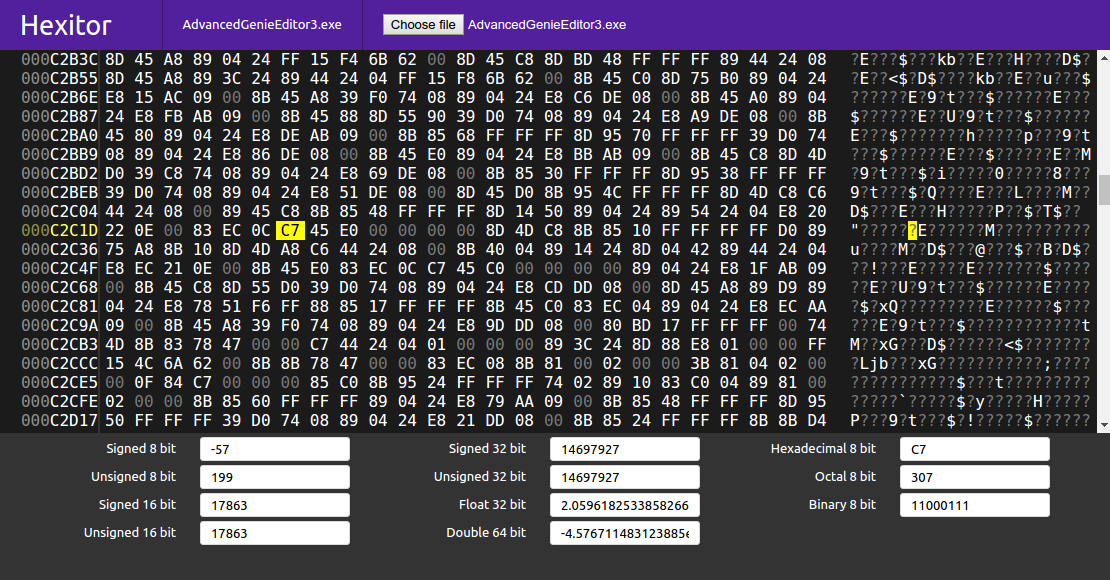 Hexitor AdvancedGenieEditor3.exe Choose file AdvancedGenieEditor3.exe
000C2B3C 8D 45 A8 89 04 24 FF 15 F4 6B 62 00 8D 45 C8 8D BD 48 FF FF FF 89 44 24 08 ?E???$???kb??E???H????D$?
000C2B55 8D 45 A8 89 3C 24 89 44 24 04 FF 15 F8 6B 62 00 8B 45 C0 8D 75 B0 89 04 24 ?E??<$?D$????kb??E??u???$
000C2B6E E8 15 AC 09 00 8B 45 A8 39 F0 74 08 89 04 24 E8 C6 DE 08 00 8B 45 A0 89 04 ??????E?9?t???$??????E???
000C2B87 24 E8 FB AB 09 00 8B 45 88 8D 55 90 39 D0 74 08 89 04 24 E8 A9 DE 08 00 8B $??????E??U?9?t???$??????
000C2BA0 45 80 89 04 24 E8 DE AB 09 00 8B 85 68 FF FF FF 8D 95 70 FF FF FF 39 D0 74 E???$???????h?????p???9?t
000C2BB9 08 89 04 24 E8 86 DE 08 00 8B 45 E0 89 04 24 E8 BB AB 09 00 8B 45 C8 8D 4D ???$??????E???$??????E??M
000C2BD2 D0 39 C8 74 08 89 04 24 E8 69 DE 08 00 8B 85 30 FF FF FF 8D 95 38 FF FF FF ?9?t???$?i?????0?????8???
000C2BEB 39 D0 74 08 89 04 24 E8 51 DE 08 00 8D 45 D0 8B 95 4C FF FF FF 8D 4D C8 C6 9?t???$?Q????E???L????M??
000C2C04 44 24 08 00 89 45 C8 8B 85 48 FF FF FF 8D 14 50 89 04 24 89 54 24 04 E8 20 D$???E???H?????P??$?T$??
000C2C1D 22 0E 00 83 EC 0C C7 45 E0 00 00 00 00 8D 4D C8 8B 85 10 FF FF FF FF D0 89 "??????E??????M??????????
000C2C36 75 A8 8B 10 8D 4D A8 C6 44 24 08 00 8B 40 04 89 14 24 8D 04 42 89 44 24 04 u????M??D$???@???$??B?D$?
000C2C4F E8 EC 21 0E 00 8B 45 E0 83 EC 0C C7 45 C0 00 00 00 00 89 04 24 E8 1F AB 09 ??!???E?????E???????$????
000C2C68 00 8B 45 C8 8D 55 D0 39 D0 74 08 89 04 24 E8 CD DD 08 00 8D 45 A8 89 D9 89 ??E??U?9?t???$??????E????
000C2C81 04 24 E8 78 51 F6 FF 88 85 17 FF FF FF 8B 45 C0 83 EC 04 89 04 24 E8 EC AA ?$?xQ?????????E??????$???
000C2C9A 09 00 8B 45 A8 39 F0 74 08 89 04 24 E8 9D DD 08 00 80 BD 17 FF FF FF 00 74 ???E?9?t???$????????????t
000C2CB3 4D 8B 83 78 47 00 00 C7 44 24 04 01 00 00 00 89 3C 24 8D 88 E8 01 00 00 FF M??xG???D$??????<$???????
000C2CCC 15 4C 6A 62 00 8B 8B 78 47 00 00 83 EC 08 8B 81 00 02 00 00 3B 81 04 02 00 ?Ljb???xG???????????;????
000C2CE5 00 0F 84 C7 00 00 00 85 C0 8B 95 24 FF FF FF 74 02 89 10 83 C0 04 89 81 00 ???????????$???t?????????
000C2CFE 02 00 00 8B 85 60 FF FF FF 89 04 24 E8 79 AA 09 00 8B 85 48 FF FF FF 8D 95 ?????`?????$?y?????H?????
000C2D17 50 FF FF FF 39 D0 74 08 89 04 24 E8 21 DD 08 00 8B 85 24 FF FF FF 8B 8B D4 P???9?t???$?!?????$??????
Signed 8 bit -57 Signed 32 bit 14697927 Hexadecimal 8 bit C7
Unsigned 8 bit 199 Unsigned 32 bit 14697927 Octal 8 bit 307
Signed 16 bit 17863 Float 32 bit 2.0596182533858266 Binary 8 bit 11000111
Unsigned 16 bit 17863 Double 64 bit -4.576711483123885e